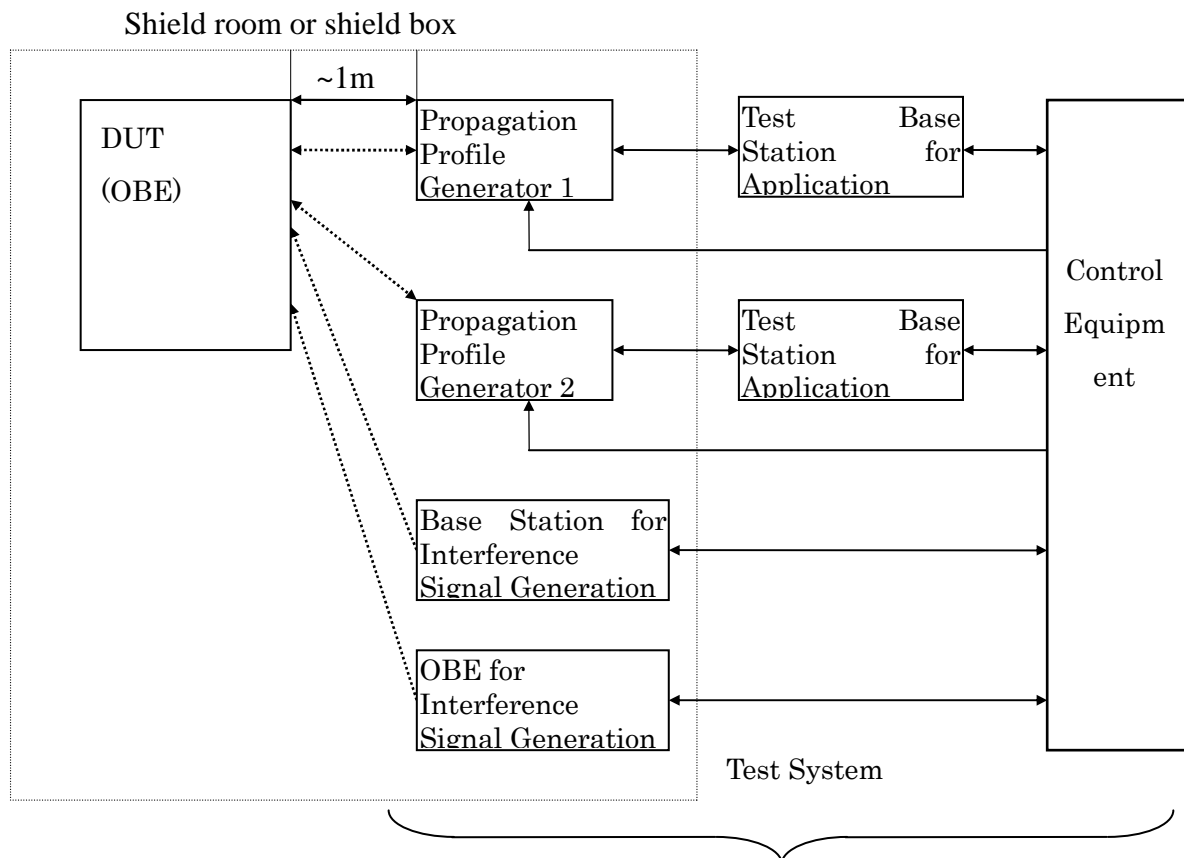 Shield room or shield box
~1m
DUT
(OBE)
Propagation
Profile
Generator 1
Test Base
Station for
Application
Propagation
Profile
Generator 2
Test Base
Station for
Application
Control
Equipm
ent
Base Station for
Interference
Signal Generation
OBE for
Interference
Signal Generation
Test System